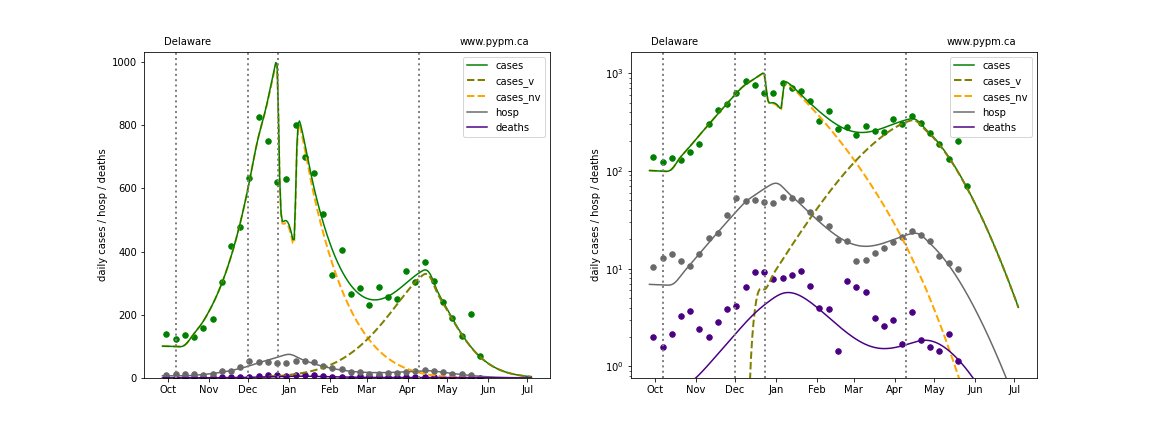 Delaware
www.pypm.ca
1000
800
600
400
200
0
daily cases / hosp / deaths
cases
cases_v
cases_nv
hosp
deaths
Oct Nov Dec Jan Feb Mar Apr May Jun Jul
Delaware
www.pypm.ca
10³
10²
10¹
10⁰
daily cases / hosp / deaths
cases
cases_v
cases_nv
hosp
deaths
Oct Nov Dec Jan Feb Mar Apr May Jun Jul